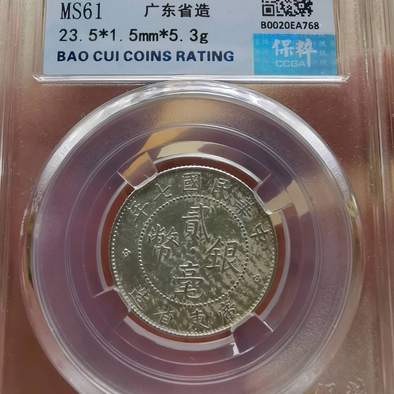 MS61 广东省造
23.5*1.5mm*5.3g
BAO CUI COINS RATING
B0020EA768
保粹
CCGA
中華民國七年
貳毫
銀幣
廣東省造